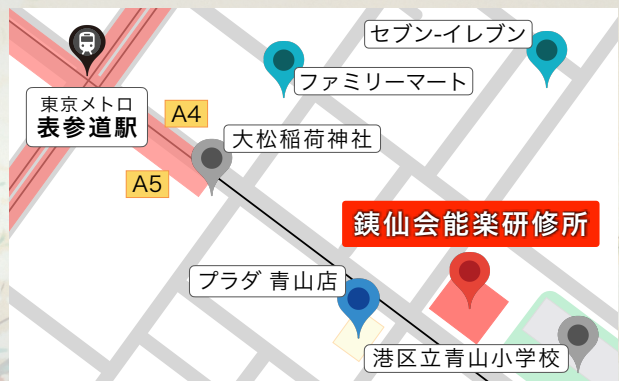 セブン-イレブン
ファミリーマート
東京メトロ
表参道駅
A4
大松稲荷神社
A5
銕仙会能楽研修所
プラダ 青山店
港区立青山小学校